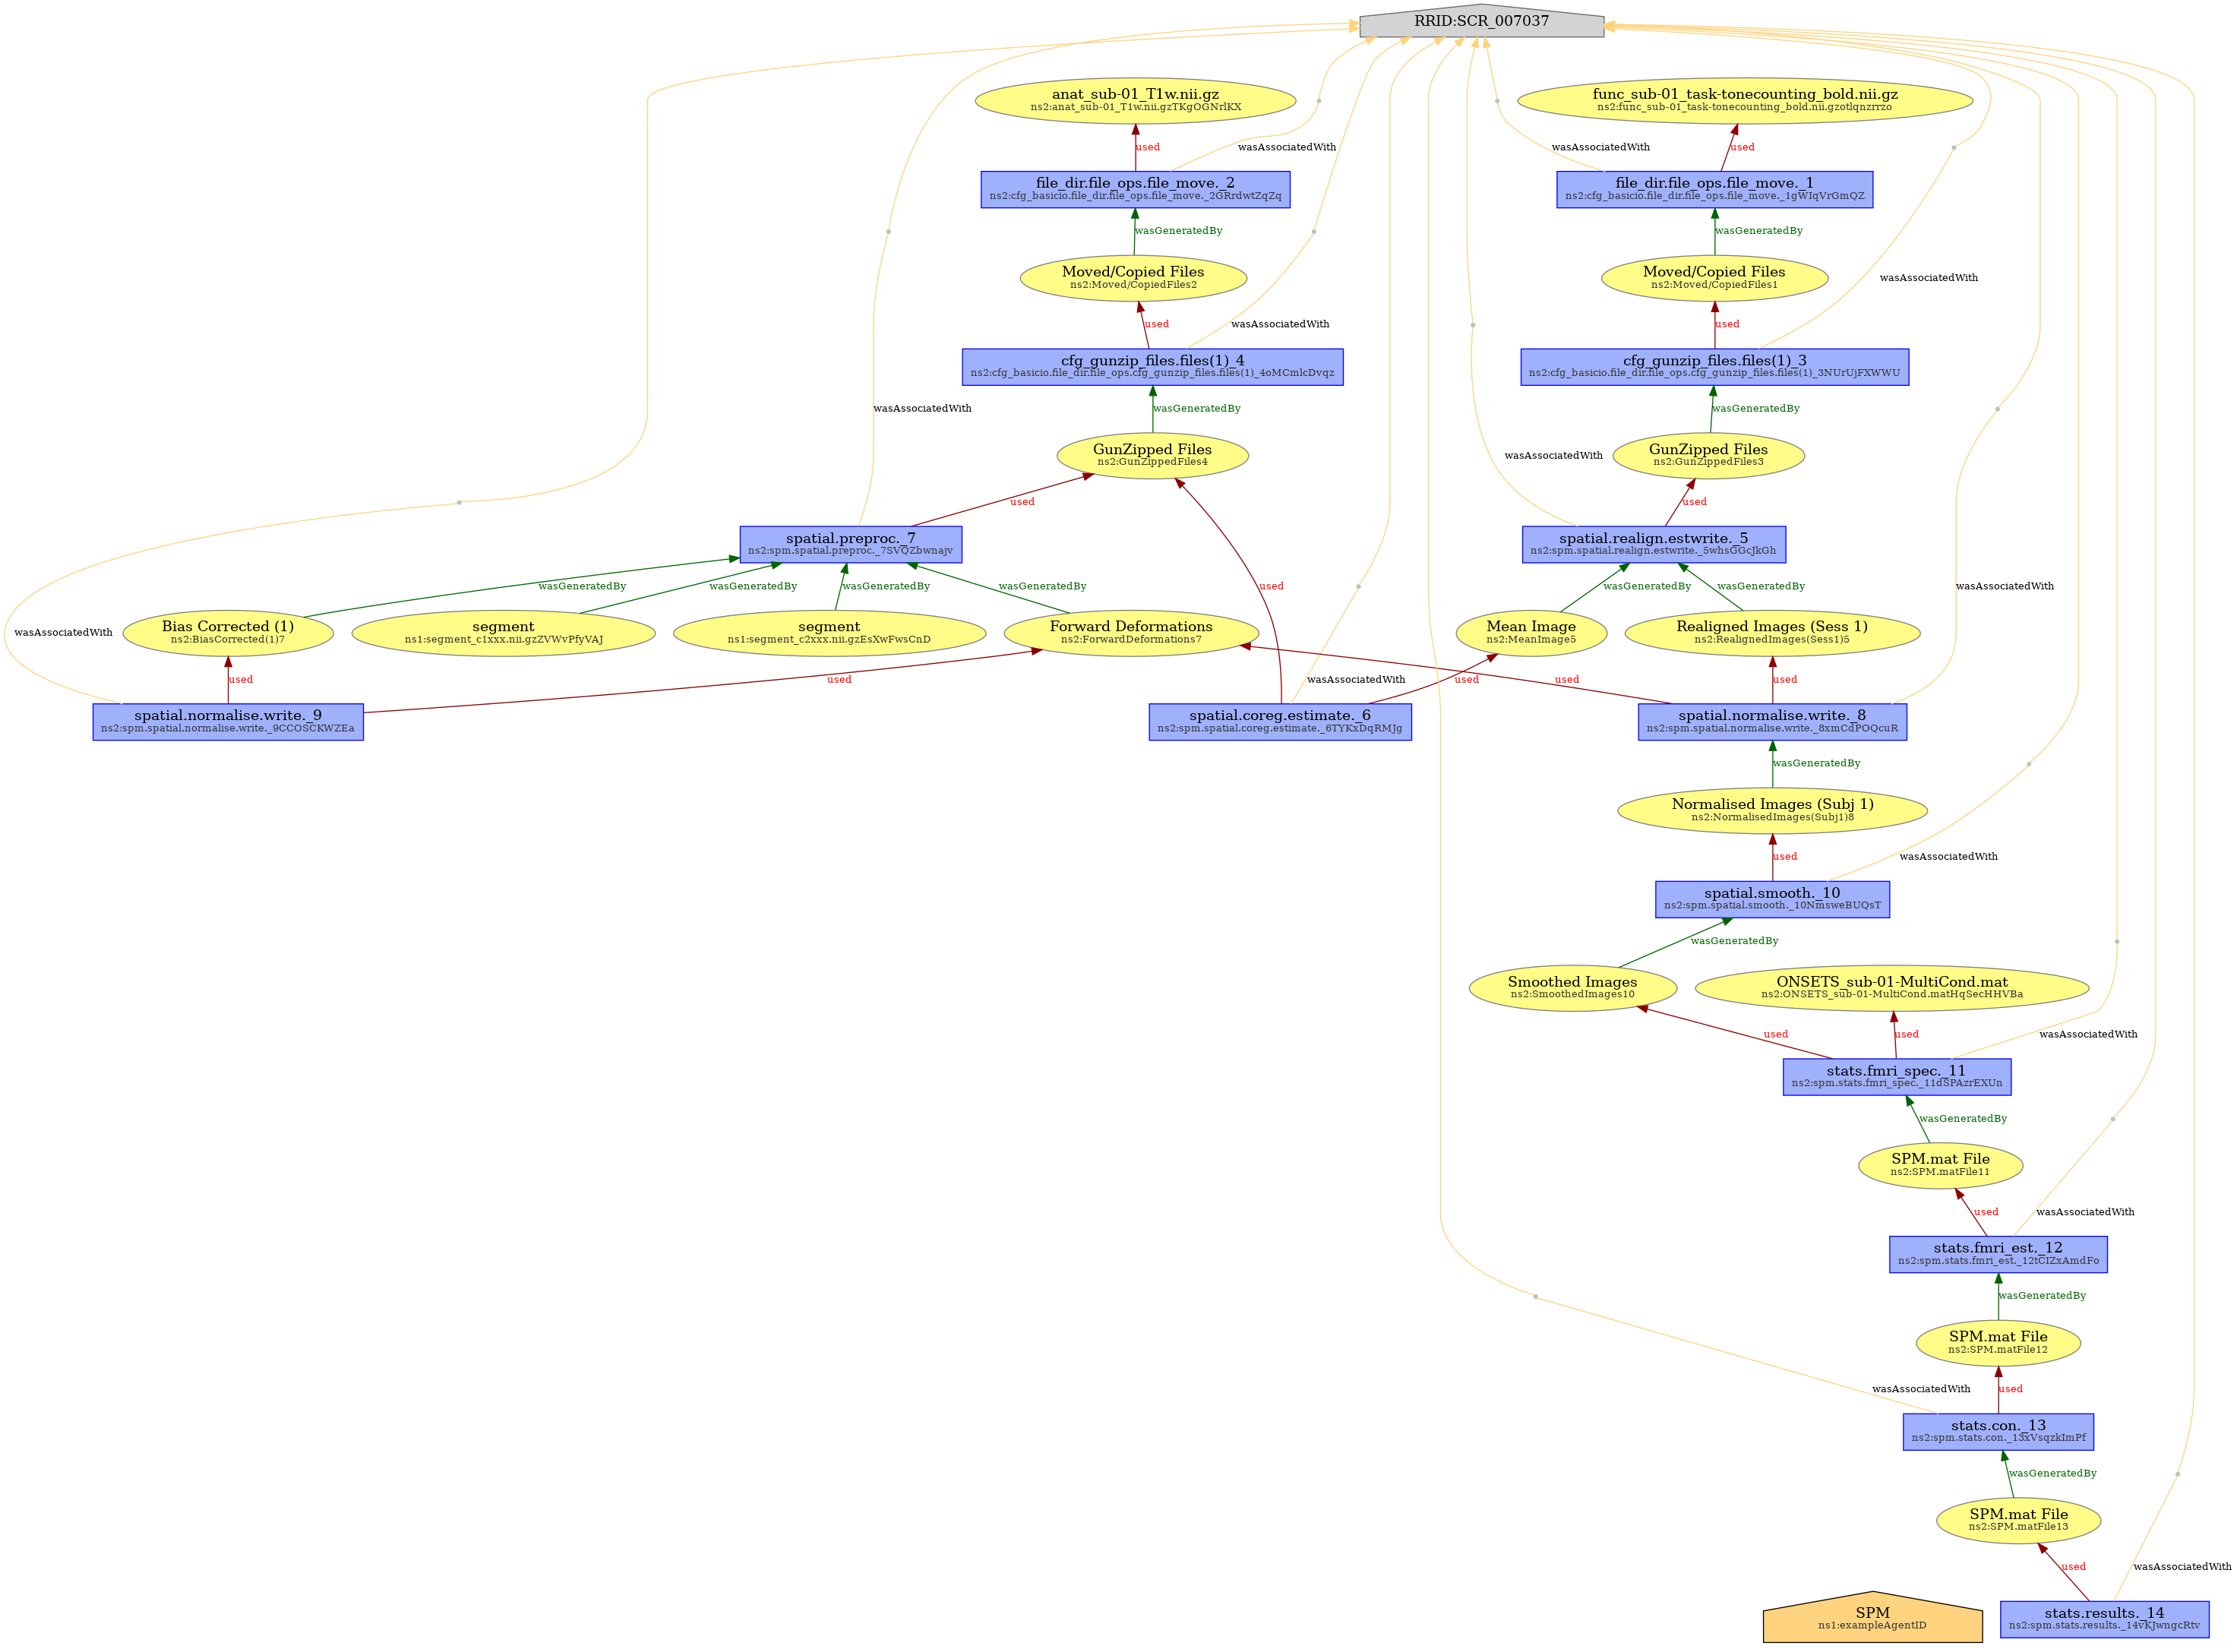 RRID:SCR_007037
anat_sub-01_T1w.nii.gz
ns2:anat_sub-01_T1w.nii.gzTKgOGNrlKX
func_sub-01_task-tonecounting_bold.nii.gz
ns2:func_sub-01_task-tonecounting_bold.nii.gzotlqnzrrzo
used
wasAssociatedWith
wasAssociatedWith
used
file_dir.file_ops.file_move._2
ns2:cfg_basicio.file_dir.file_ops.file_move._2GRrdwtZqZq
file_dir.file_ops.file_move._1
ns2:cfg_basicio.file_dir.file_ops.file_move._1gWIqVrGmQZ
wasGeneratedBy
wasGeneratedBy
Moved/Copied Files
ns2:Moved/CopiedFiles2
Moved/Copied Files
ns2:Moved/CopiedFiles1
wasAssociatedWith
used
wasAssociatedWith
used
cfg_gunzip_files.files(1)_4
ns2:cfg_basicio.file_dir.file_ops.cfg_gunzip_files.files(1)_4oMCmlcDvqz
cfg_gunzip_files.files(1)_3
ns2:cfg_basicio.file_dir.file_ops.cfg_gunzip_files.files(1)_3NUrUjFXWWU
wasAssociatedWith
wasGeneratedBy
wasGeneratedBy
GunZipped Files
ns2:GunZippedFiles4
GunZipped Files
ns2:GunZippedFiles3
wasAssociatedWith
used
used
spatial.preproc._7
ns2:spm.spatial.preproc._7SVQZbwnajv
spatial.realign.estwrite._5
ns2:spm.spatial.realign.estwrite._5whsGGcJkGh
wasGeneratedBy
wasGeneratedBy
wasGeneratedBy
wasGeneratedBy
used
wasGeneratedBy
wasGeneratedBy
wasAssociatedWith
wasAssociatedWith
Bias Corrected (1)
ns2:BiasCorrected(1)7
segment
ns1:segment_c1xxx.nii.gzZVWvPfyVAJ
segment
ns1:segment_c2xxx.nii.gzEsXwFwsCnD
Forward Deformations
ns2:ForwardDeformations7
Mean Image
ns2:MeanImage5
Realigned Images (Sess 1)
ns2:RealignedImages(Sess1)5
used
used
wasAssociatedWith
used
used
used
spatial.normalise.write._9
ns2:spm.spatial.normalise.write._9CCOSCKWZEa
spatial.coreg.estimate._6
ns2:spm.spatial.coreg.estimate._6TYKxDqRMJg
spatial.normalise.write._8
ns2:spm.spatial.normalise.write._8xmCdPOQcuR
wasGeneratedBy
Normalised Images (Subj 1)
ns2:NormalisedImages(Subj1)8
used
wasAssociatedWith
spatial.smooth._10
ns2:spm.spatial.smooth._10NmsweBUQsT
wasGeneratedBy
Smoothed Images
ns2:SmoothedImages10
ONSETS_sub-01-MultiCond.mat
ns2:ONSETS_sub-01-MultiCond.matHqSecHHVBa
used
used
wasAssociatedWith
stats.fmri_spec._11
ns2:spm.stats.fmri_spec._11dSPAzrEXUn
wasGeneratedBy
SPM.mat File
ns2:SPM.matFile11
used
wasAssociatedWith
stats.fmri_est._12
ns2:spm.stats.fmri_est._12tCIZxAmdFo
wasGeneratedBy
SPM.mat File
ns2:SPM.matFile12
wasAssociatedWith
used
stats.con._13
ns2:spm.stats.con._13xVsqzkImPf
wasGeneratedBy
SPM.mat File
ns2:SPM.matFile13
used
wasAssociatedWith
SPM
ns1:exampleAgentID
stats.results._14
ns2:spm.stats.results._14vKJwngcRtv